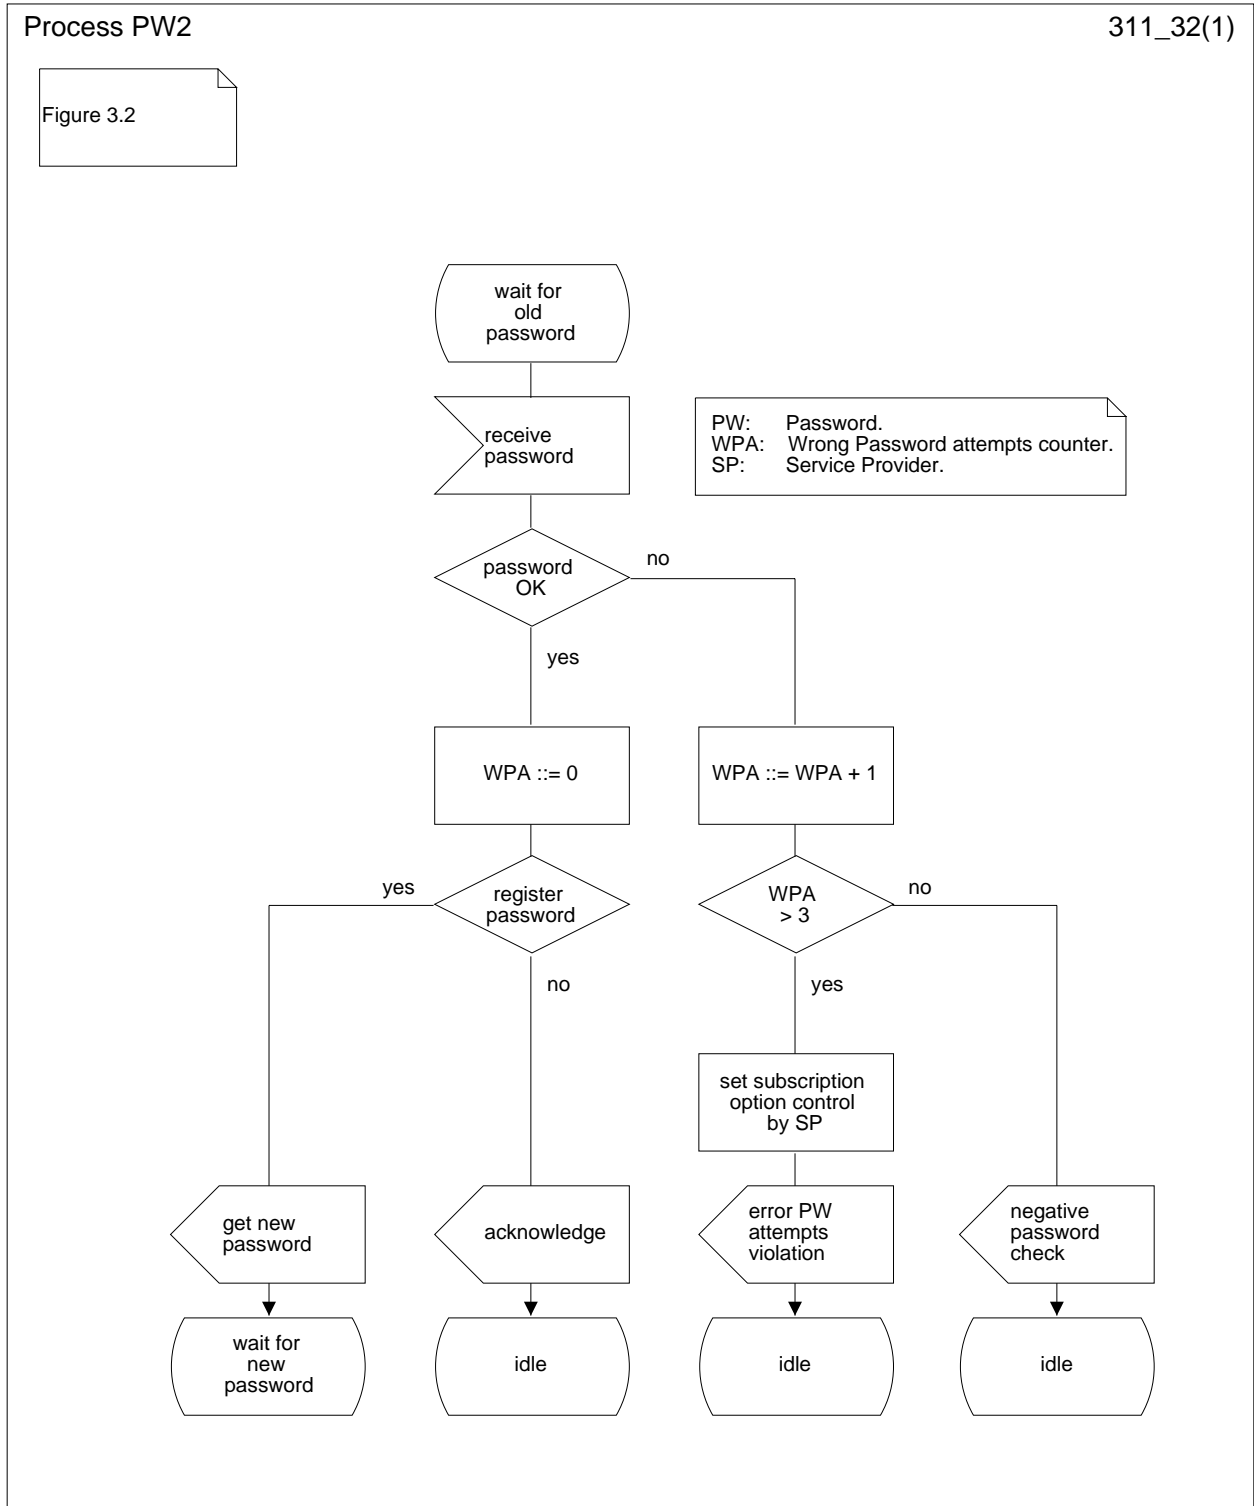 Process PW2
311_32(1)
Figure 3.2
wait for
old
password
receive
password
PW: Password.
WPA: Wrong Password attempts counter.
SP: Service Provider.
password
OK
no
yes
WPA ::= 0
WPA ::= WPA + 1
yes
register
password
WPA
> 3
no
no
yes
set subscription
option control
by SP
get new
password
acknowledge
error PW
attempts
violation
negative
password
check
wait for
new
password
idle
idle
idle